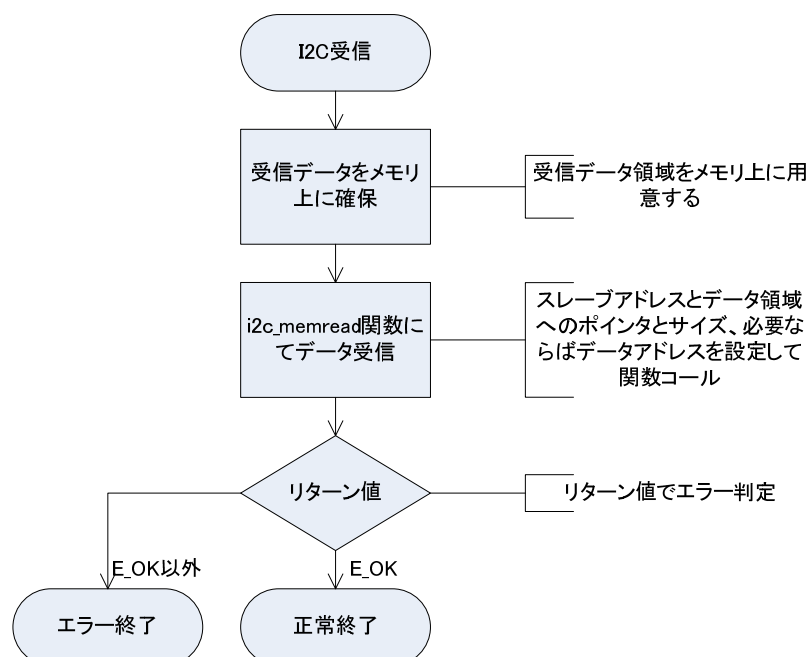 I2C受信
受信データをメモリ
上に確保
受信データ領域をメモリ上に用
意する
i2c_memread関数に
てデータ受信
スレーブアドレスとデータ領域
へのポインタとサイズ、必要な
らばデータアドレスを設定して
関数コール
リターン値
リターン値でエラー判定
E_OK以外
E_OK
エラー終了
正常終了